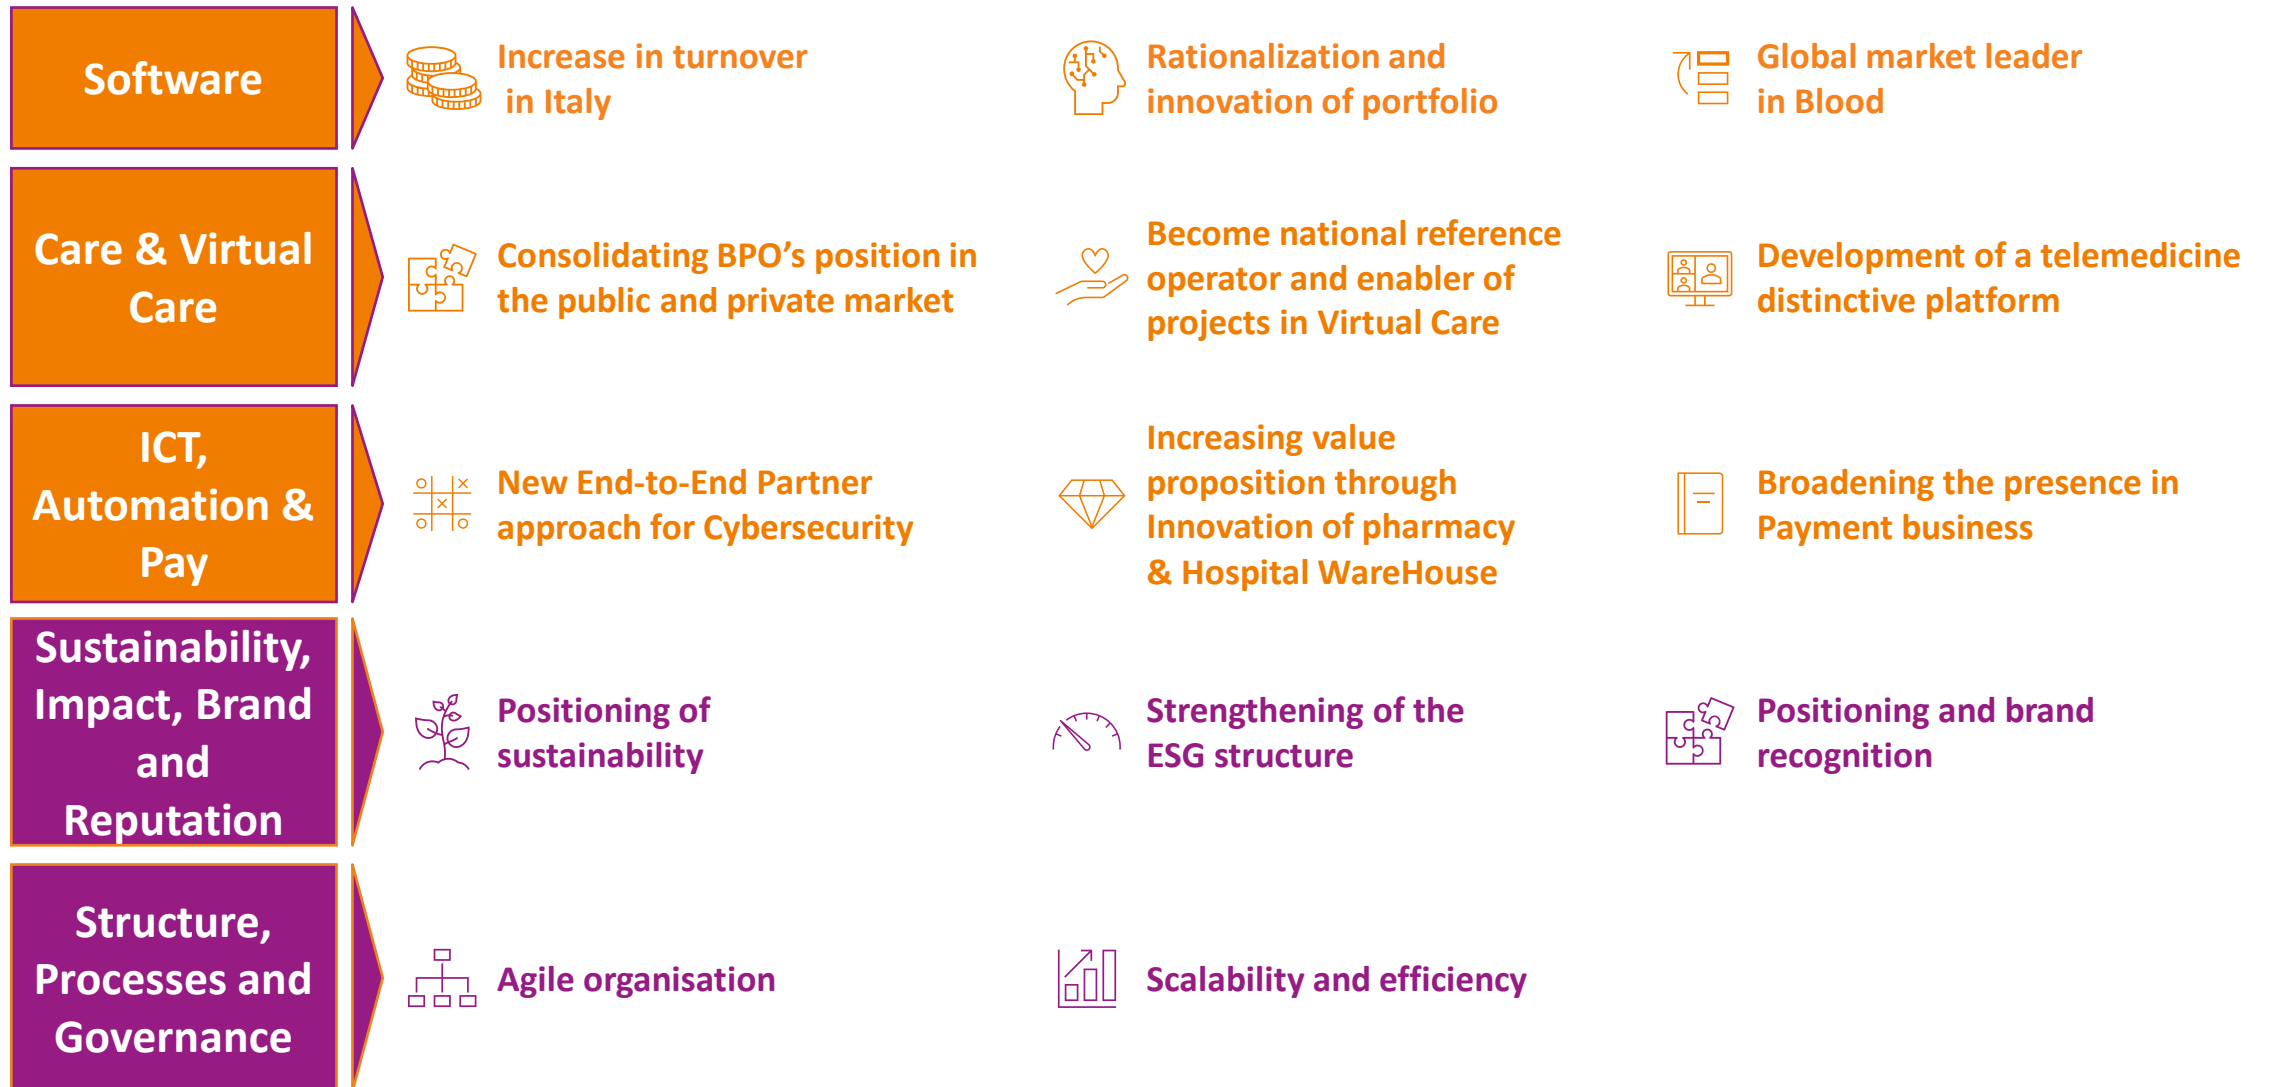 Software
Increase in turnover
in Italy
Rationalization and
innovation of portfolio
Global market leader
in Blood
Care & Virtual
Care
Consolidating BPO’s position in
the public and private market
Become national reference
operator and enabler of
projects in Virtual Care
Development of a telemedicine
distinctive platform
ICT,
Automation &
Pay
New End-to-End Partner
approach for Cybersecurity
Increasing value
proposition through
Innovation of pharmacy
& Hospital WareHouse
Broadening the presence in
Payment business
Sustainability,
Impact, Brand
and
Reputation
Positioning of
sustainability
Strengthening of the
ESG structure
Positioning and brand
recognition
Structure,
Processes and
Governance
Agile organisation
Scalability and efficiency